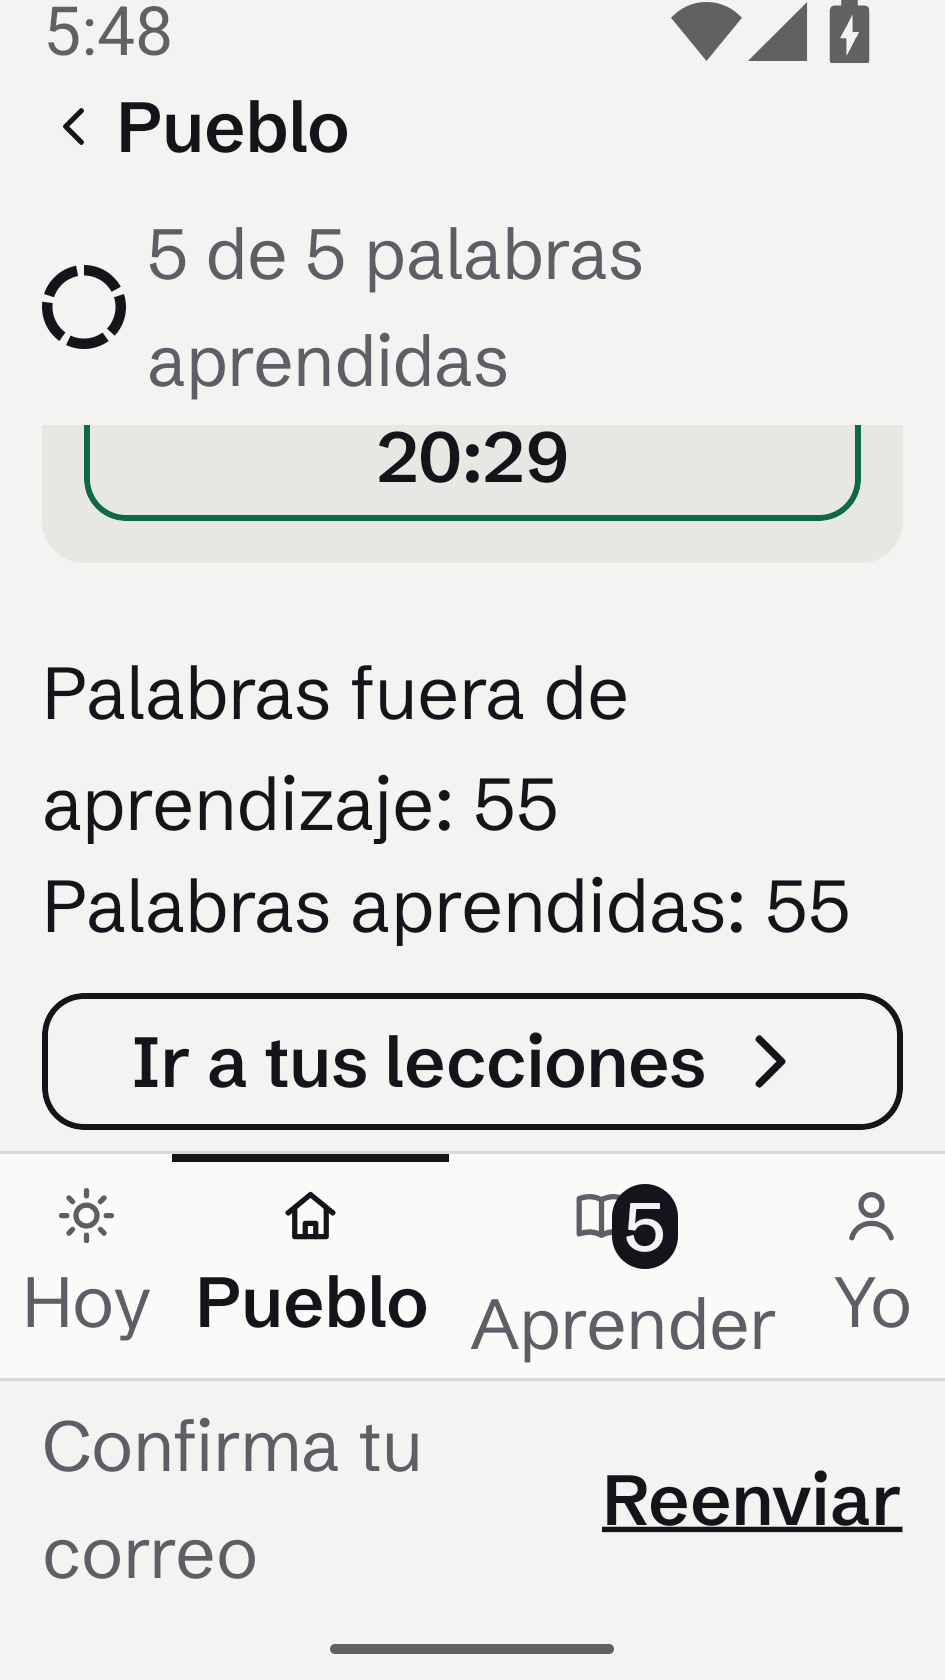 5:48
Pueblo
5 de 5 palabras
aprendidas
20:29
Palabras fuera de
aprendizaje: 55
Palabras aprendidas: 55
Ir a tus lecciones
5
Hoy
Pueblo
Aprender
Yo
Confirma tu
correo
Reenviar